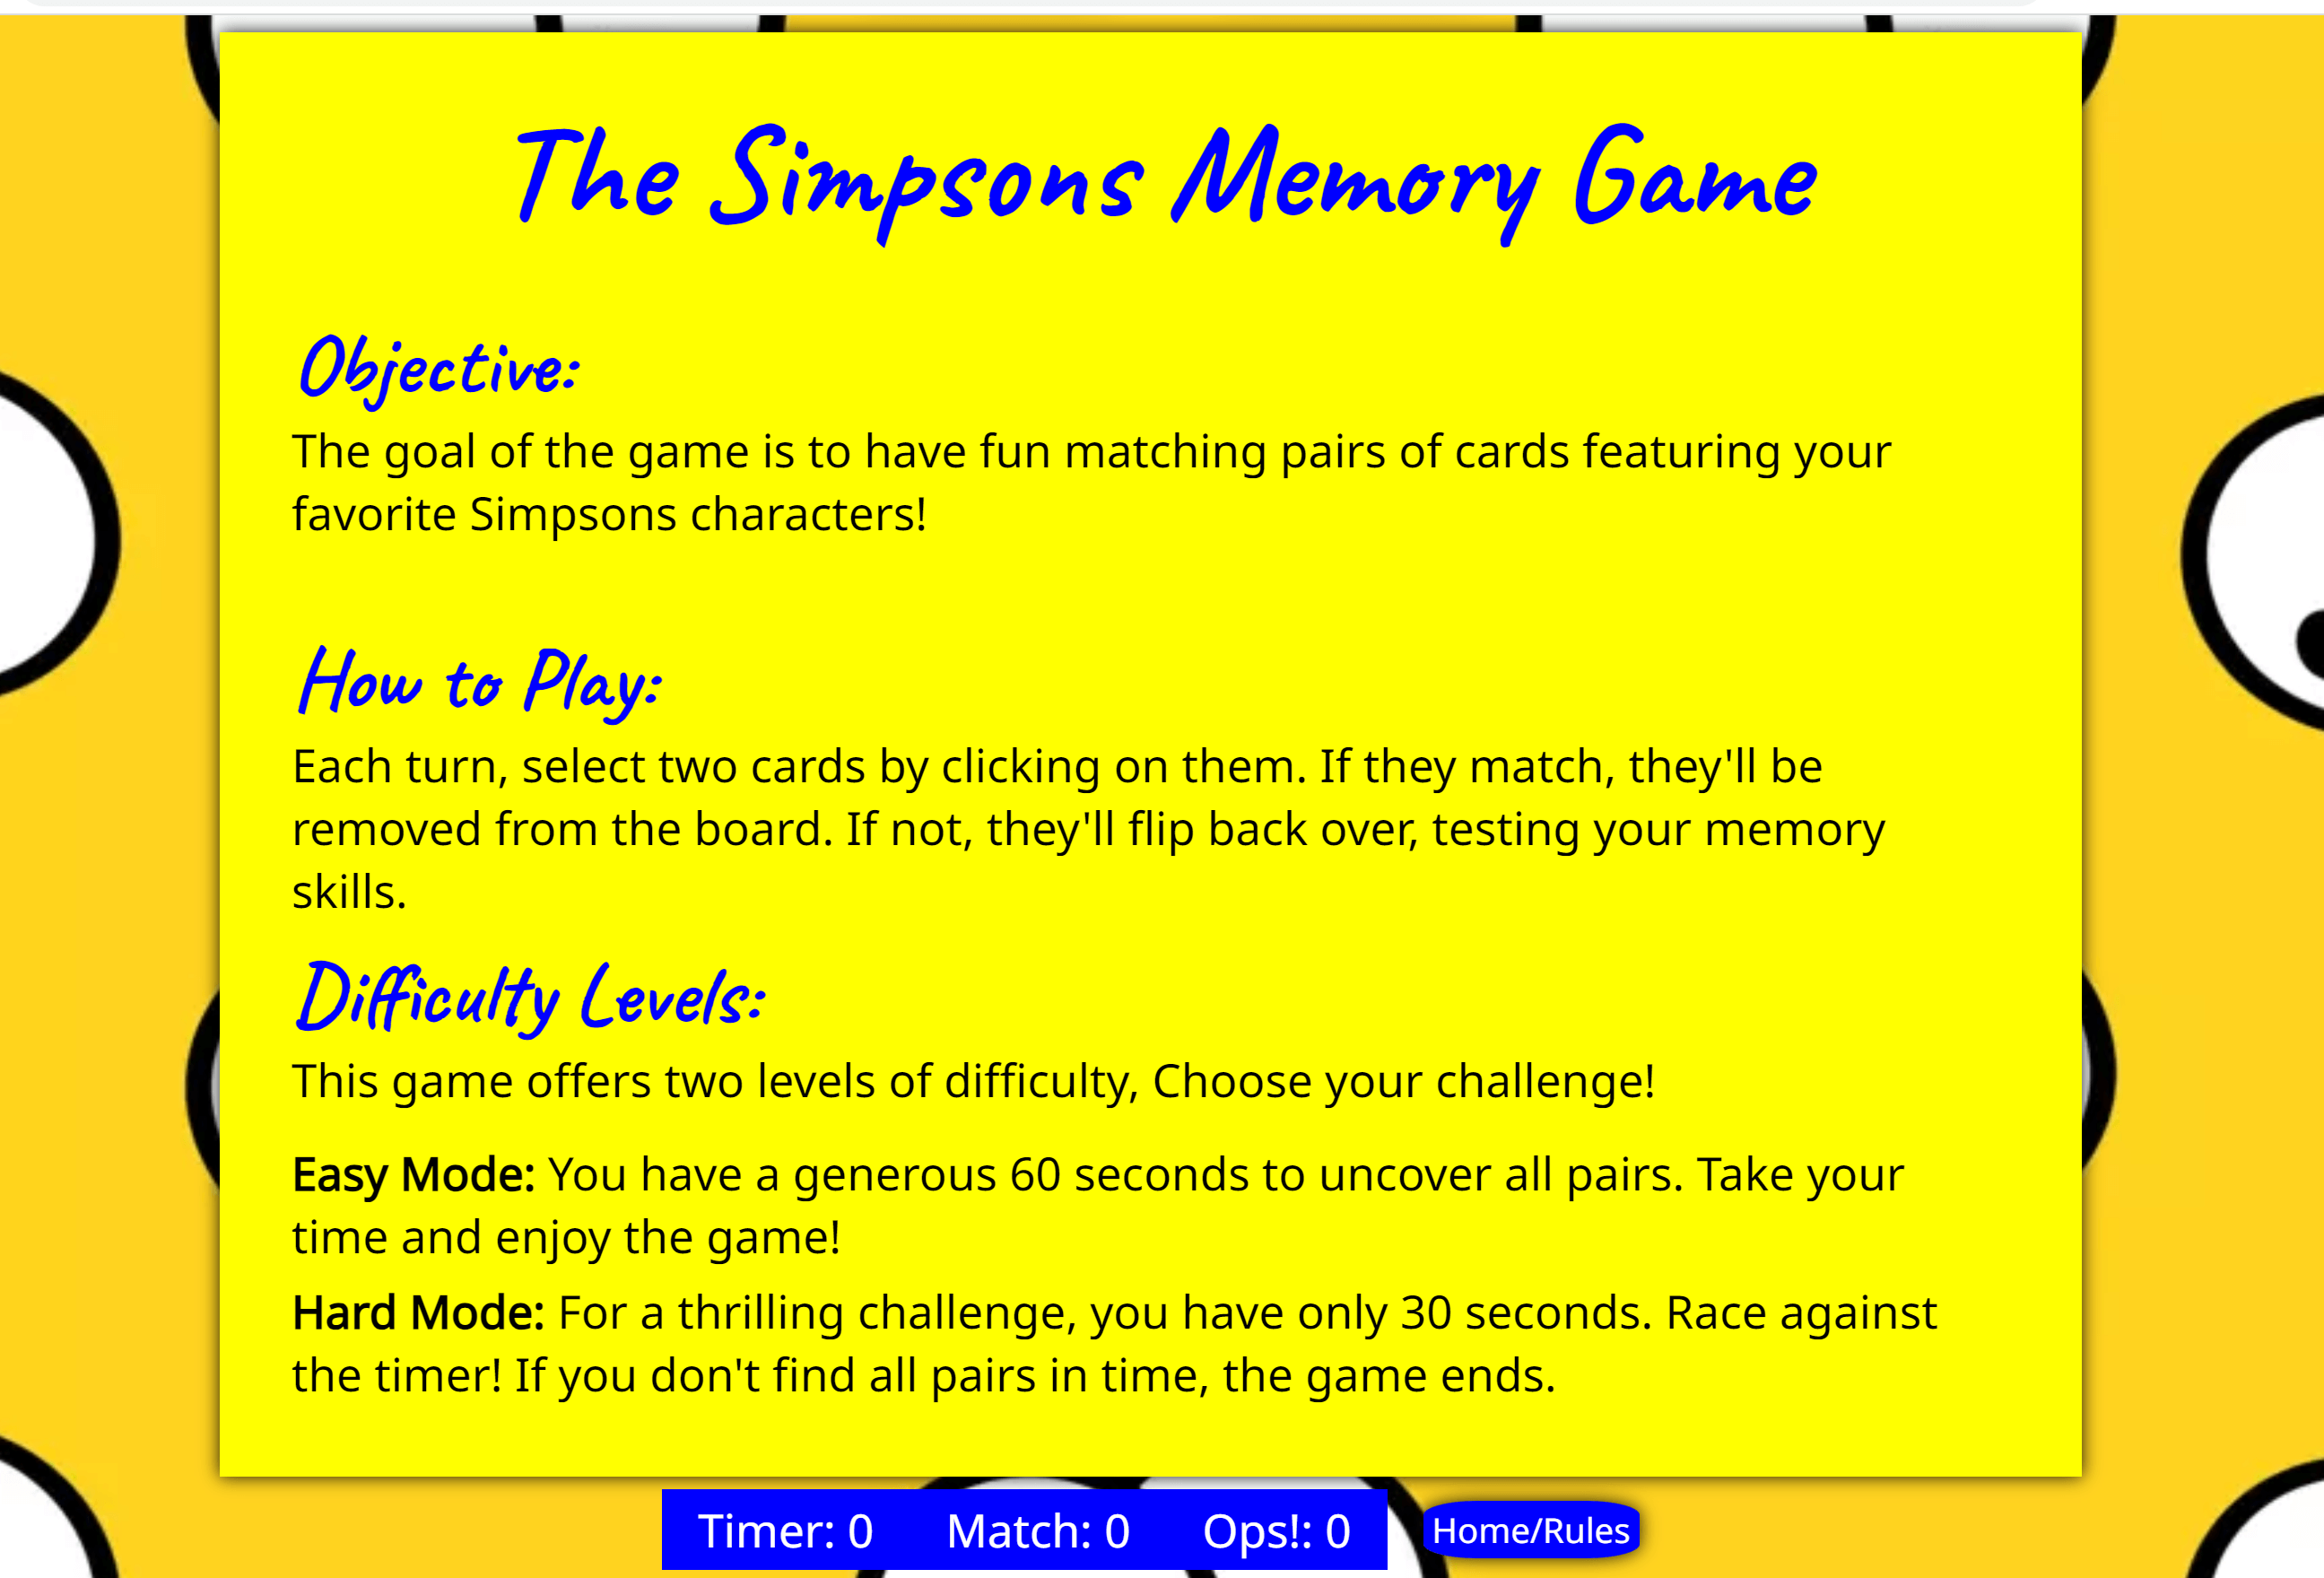 The Simpsons Memory Game
Objective:
The goal of the game is to have fun matching pairs of cards featuring your
favorite Simpsons characters!
How to Play:
Each turn, select two cards by clicking on them. If they match, they'll be
removed from the board. If not, they'll flip back over, testing your memory
skills.
Difficulty Levels:
This game offers two levels of difficulty, Choose your challenge!
Easy Mode: You have a generous 60 seconds to uncover all pairs. Take your
time and enjoy the game!
Hard Mode: For a thrilling challenge, you have only 30 seconds. Race against
the timer! If you don't find all pairs in time, the game ends.
Timer: 0 Match: 0 Ops!: 0 Home/Rules